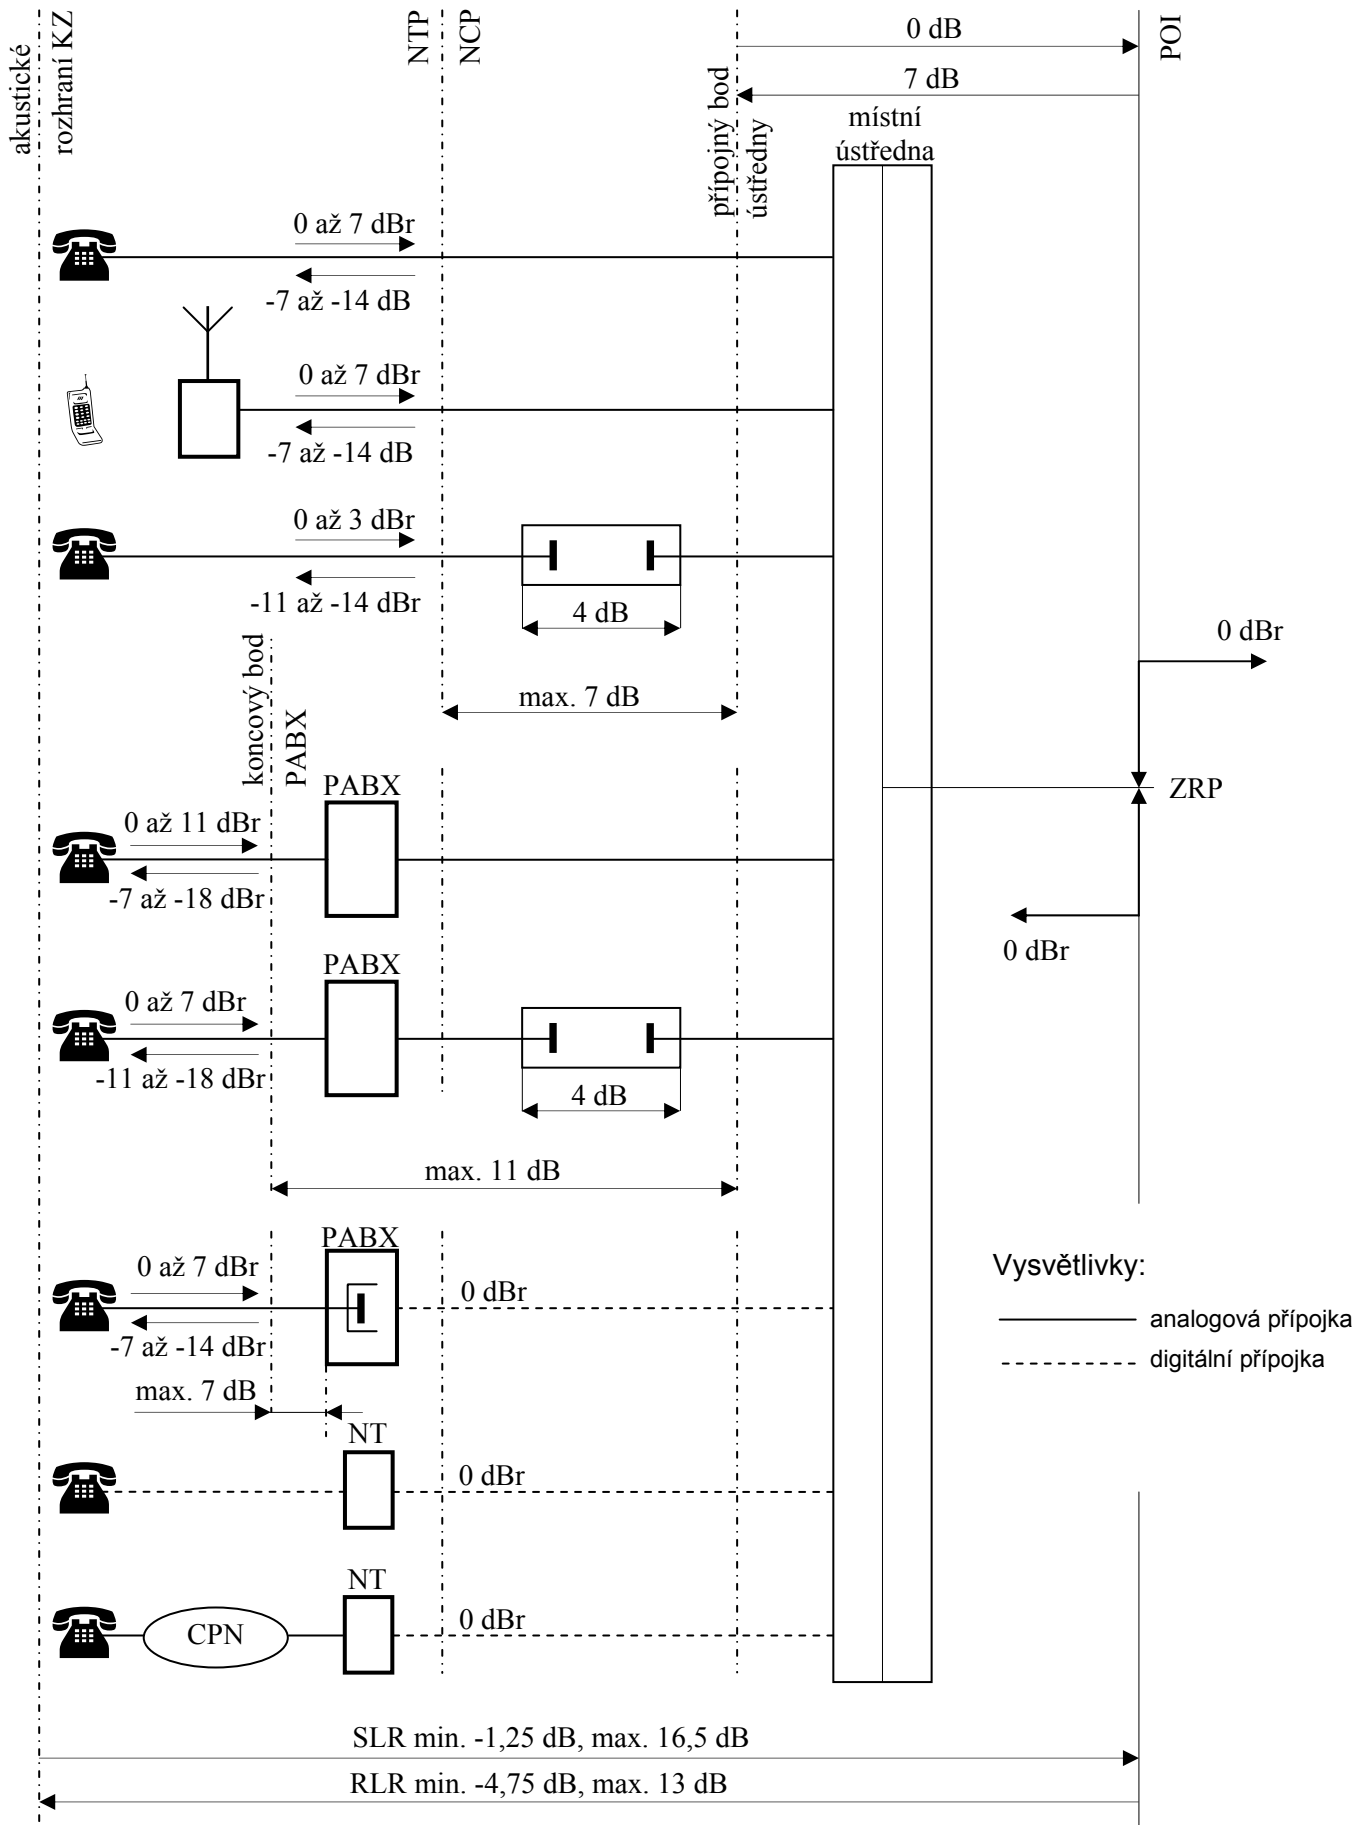 akustické
rozhraní KZ
NTP
NCP
přípojný bod
ústředny
0 dB
7 dB
POI
místní
ústředna
0 až 7 dBr
-7 až -14 dB
0 až 7 dBr
-7 až -14 dB
0 až 3 dBr
-11 až -14 dBr
4 dB
0 dBr
koncový bod
PABX
max. 7 dB
PABX
ZRP
0 až 11 dBr
-7 až -18 dBr
0 dBr
PABX
0 až 7 dBr
-11 až -18 dBr
4 dB
max. 11 dB
PABX
0 až 7 dBr
0 dBr
-7 až -14 dBr
max. 7 dB
Vysvětlivky:
analogová přípojka
digitální přípojka
NT
0 dBr
NT
0 dBr
CPN
SLR min. -1,25 dB, max. 16,5 dB
RLR min. -4,75 dB, max. 13 dB